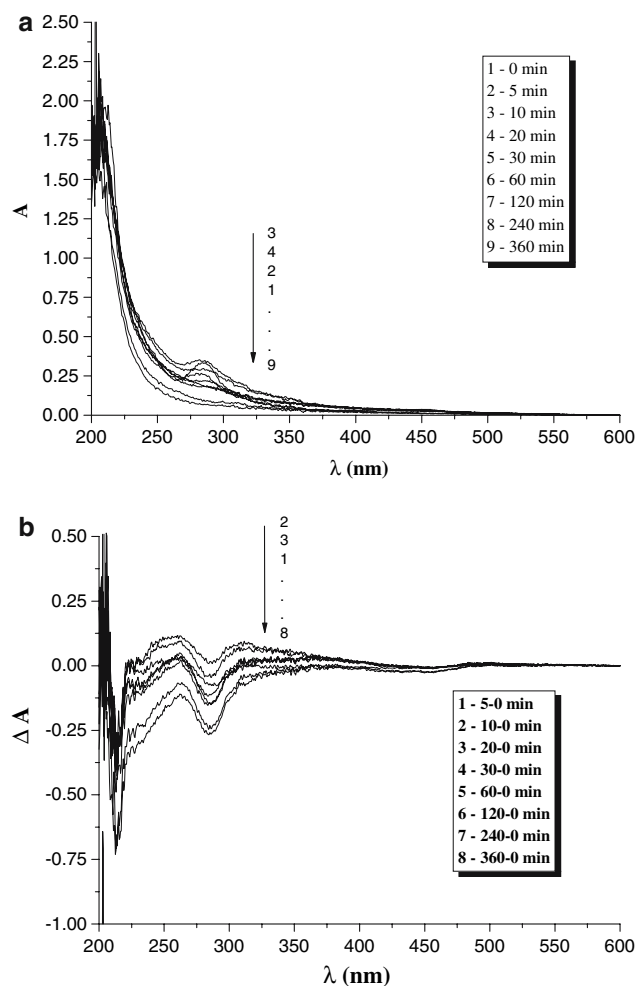 a
2.50
2.25
2.00
1.75
1.50
1.25
1.00
0.75
0.50
0.25
0.00
A
1 - 0 min
2 - 5 min
3 - 10 min
4 - 20 min
5 - 30 min
6 - 60 min
7 - 120 min
8 - 240 min
9 - 360 min
3
4
2
1
.
.
.
9
200 250 300 350 400 450 500 550 600
λ (nm)
b
0.50
0.25
0.00
-0.25
-0.50
-0.75
-1.00
Δ A
2
3
1
.
.
.
8
1 - 5-0 min
2 - 10-0 min
3 - 20-0 min
4 - 30-0 min
5 - 60-0 min
6 - 120-0 min
7 - 240-0 min
8 - 360-0 min
200 250 300 350 400 450 500 550 600
λ (nm)